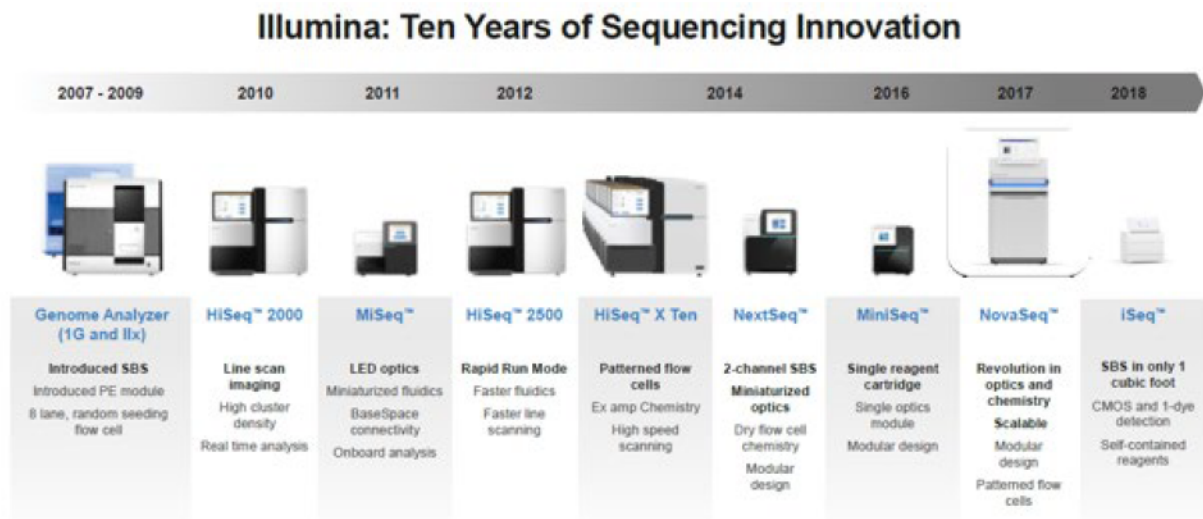 Illumina: Ten Years of Sequencing Innovation
2007 - 2009
2010
2011
2012
2014
2016
2017
2018
Genome Analyzer
(1G and IIx)
Introduced SBS
Introduced PE module
8 lane, random seeding
flow cell
HiSeq™ 2000
Line scan
imaging
High cluster
density
Real time analysis
MiSeq™
LED optics
Miniaturized fluidics
BaseSpace
connectivity
Onboard analysis
HiSeq™ 2500
Rapid Run Mode
Faster fluidics
Faster line
scanning
HiSeq™ X Ten
Patterned flow
cells
Ex amp Chemistry
High speed
scanning
NextSeq™
2-channel SBS
Miniaturized
optics
Dry flow cell
chemistry
Modular
design
MiniSeq™
Single reagent
cartridge
Single optics
module
Modular design
NovaSeq™
Revolution in
optics and
chemistry
Scalable
Modular
design
Patterned flow
cells
iSeq™
SBS in only 1
cubic foot
CMOS and 1-dye
detection
Self-contained
reagents